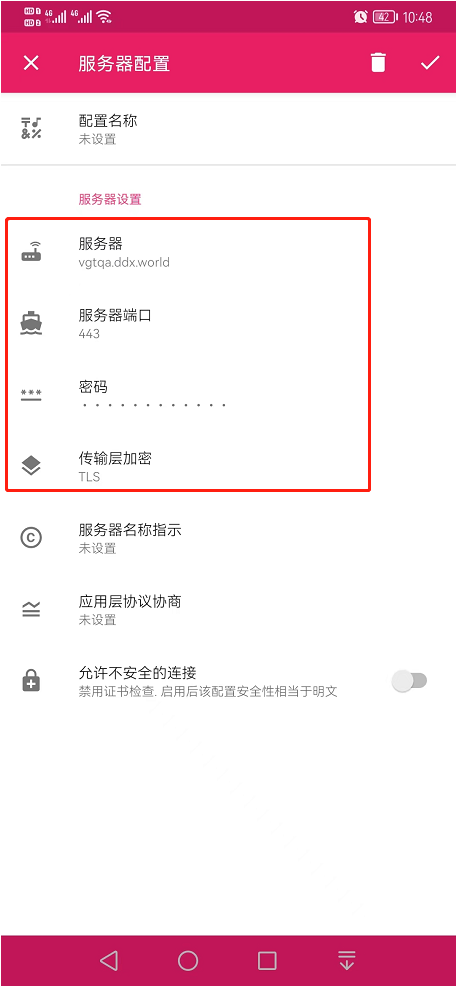 10:48
服务器配置
配置名称
未设置
服务器设置
服务器
vgtqa.ddx.world
服务器端口
443
密码
············
传输层加密
TLS
服务器名称指示
未设置
应用层协议协商
未设置
允许不安全的连接
禁用证书检查. 启用后该配置安全性相当于明文